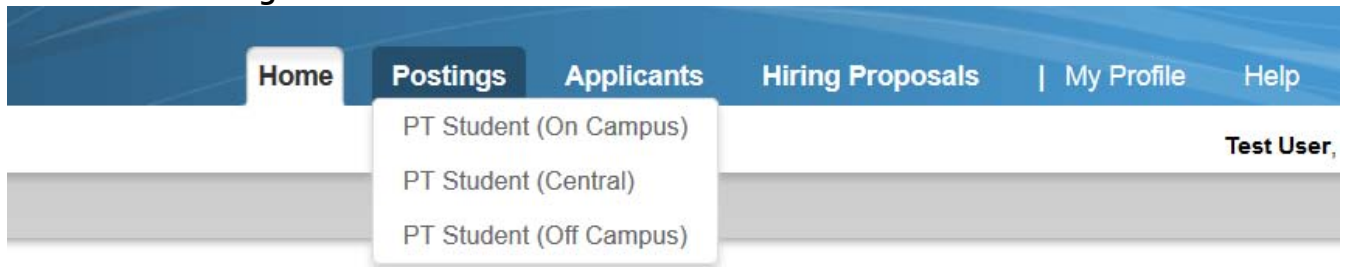 Home Postings Applicants Hiring Proposals | My Profile Help
PT Student (On Campus)
Test User,
PT Student (Central)
PT Student (Off Campus)